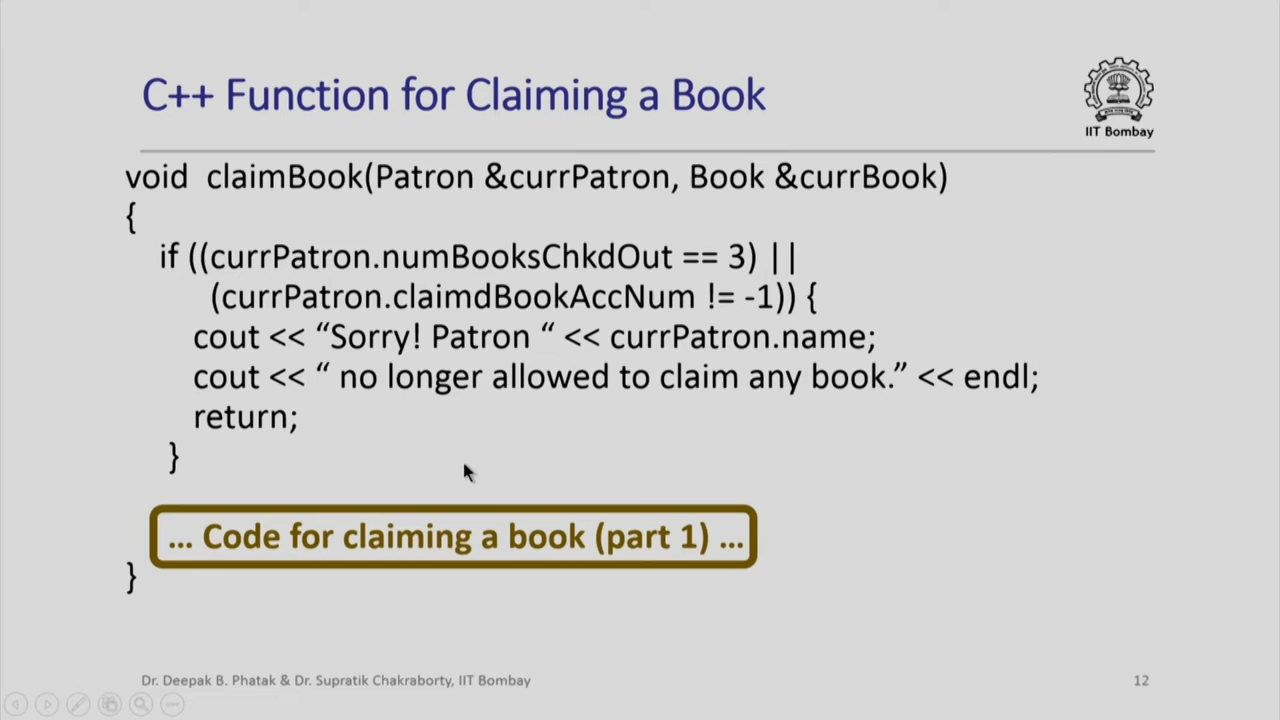 C++ Function for Claiming a Book
IIT Bombay
void claimBook(Patron &currPatron, Book &currBook)
{
if ((currPatron.numBooksChkdOut == 3) ||
(currPatron.claimdBookAccNum != -1)) {
cout << “Sorry! Patron “ << currPatron.name;
cout << “ no longer allowed to claim any book.” << endl;
return;
}
... Code for claiming a book (part 1) ...
}
Dr. Deepak B. Phatak & Dr. Supratik Chakraborty, IIT Bombay
12